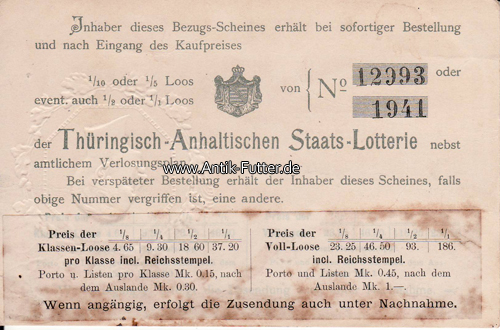 Inhaber dieses Bezugs-Scheines erhält bei sofortiger Bestellung
und nach Eingang des Kaufpreises
1/10 oder 1/5 Loos
event. auch 1/2 oder 1/1 Loos
von { No 12993 oder
1941
der Thüringisch-Anhaltischen Staats-Lotterie nebst
amtlichem Verlosungsplan.
www.Antik-Futter.de
Bei verspäteter Bestellung erhält der Inhaber dieses Scheines, falls
obige Nummer vergriffen ist, eine andere.
Preis der 1/8 1/4 1/2 1/1
Klassen-Loose 4.65 9.30 18 60 37.20
pro Klasse incl. Reichsstempel.
Porto u. Listen pro Klasse Mk. 0.15, nach
dem Auslande Mk. 0.30.
Preis der 1/8 1/4 1/2 1/1
Voll-Loose 23.25 46.50 93. 186.
incl. Reichsstempel.
Porto und Listen Mk. 0.45, nach dem
Auslande Mk. 1.—.
Wenn angängig, erfolgt die Zusendung auch unter Nachnahme.